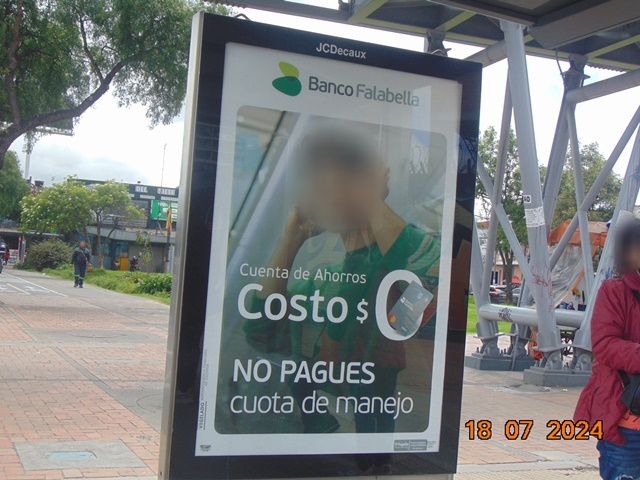 JCDecaux
Banco Falabella
Cuenta de Ahorros
Costo $0
NO PAGUES
cuota de manejo
18 07 2024